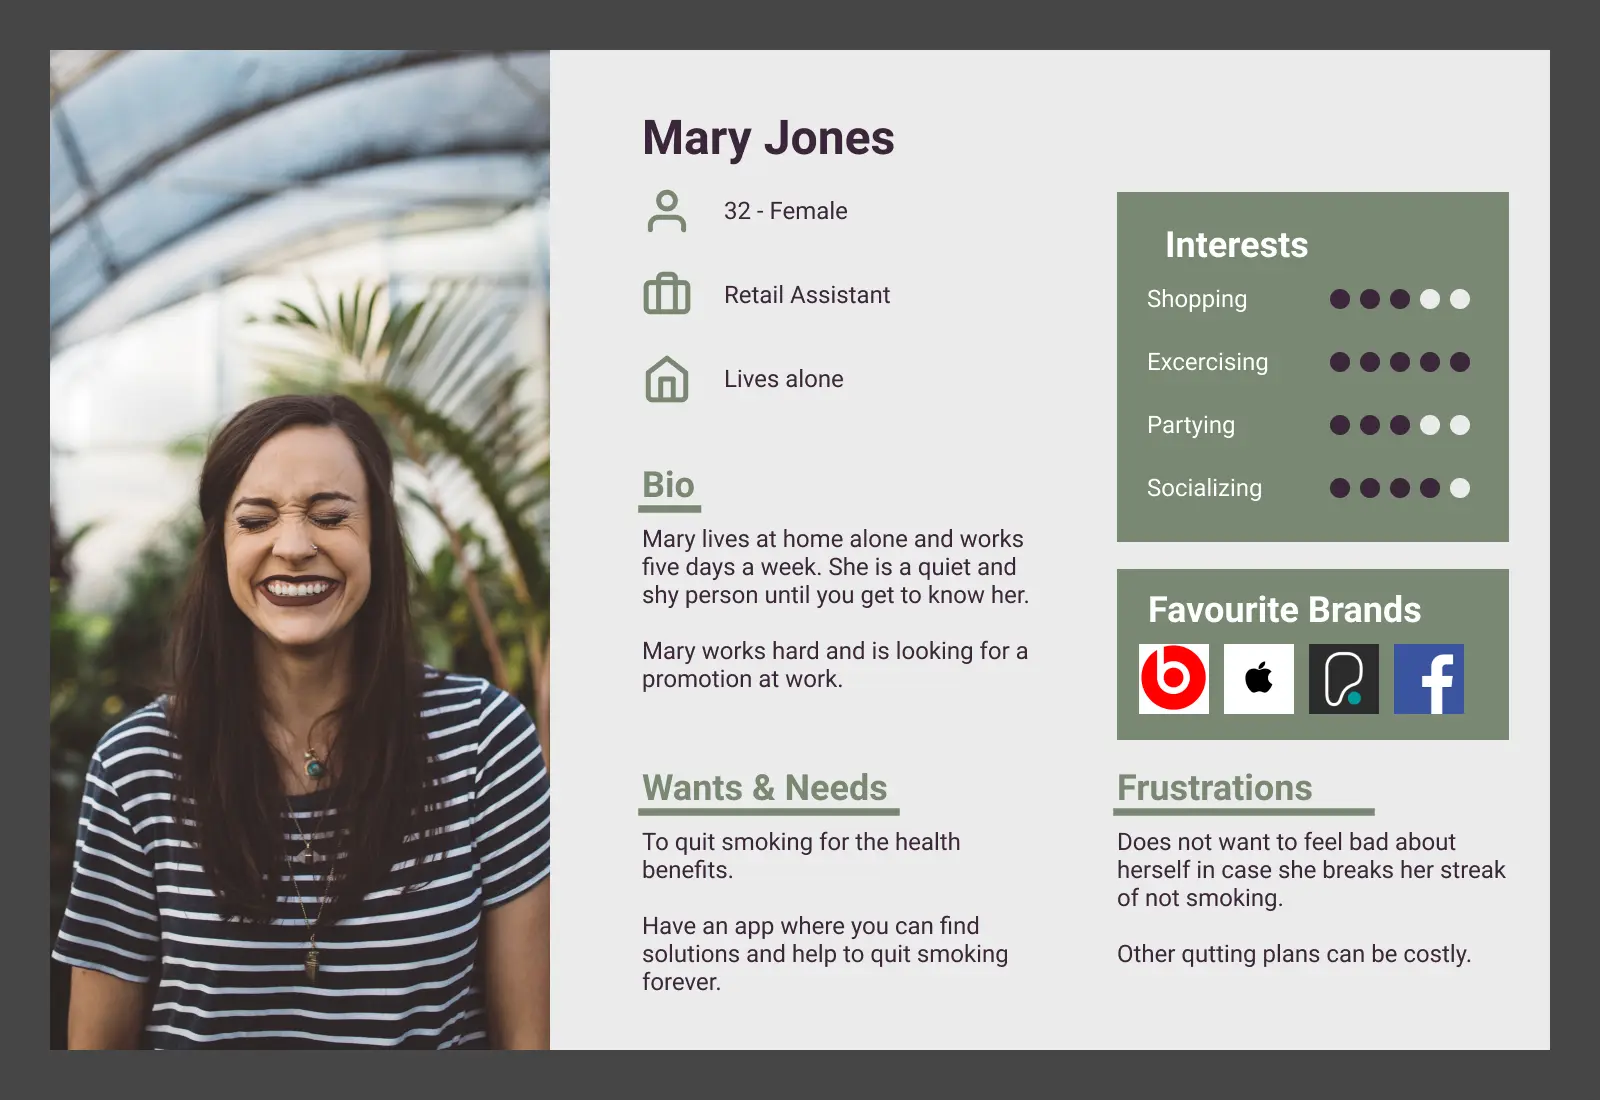 Mary Jones
32 - Female
Retail Assistant
Lives alone
Bio
Mary lives at home alone and works
five days a week. She is a quiet and
shy person until you get to know her.
Mary works hard and is looking for a
promotion at work.
Interests
Shopping
Excercising
Partying
Socializing
Favourite Brands
Wants & Needs
To quit smoking for the health
benefits.
Have an app where you can find
solutions and help to quit smoking
forever.
Frustrations
Does not want to feel bad about
herself in case she breaks her streak
of not smoking.
Other qutting plans can be costly.